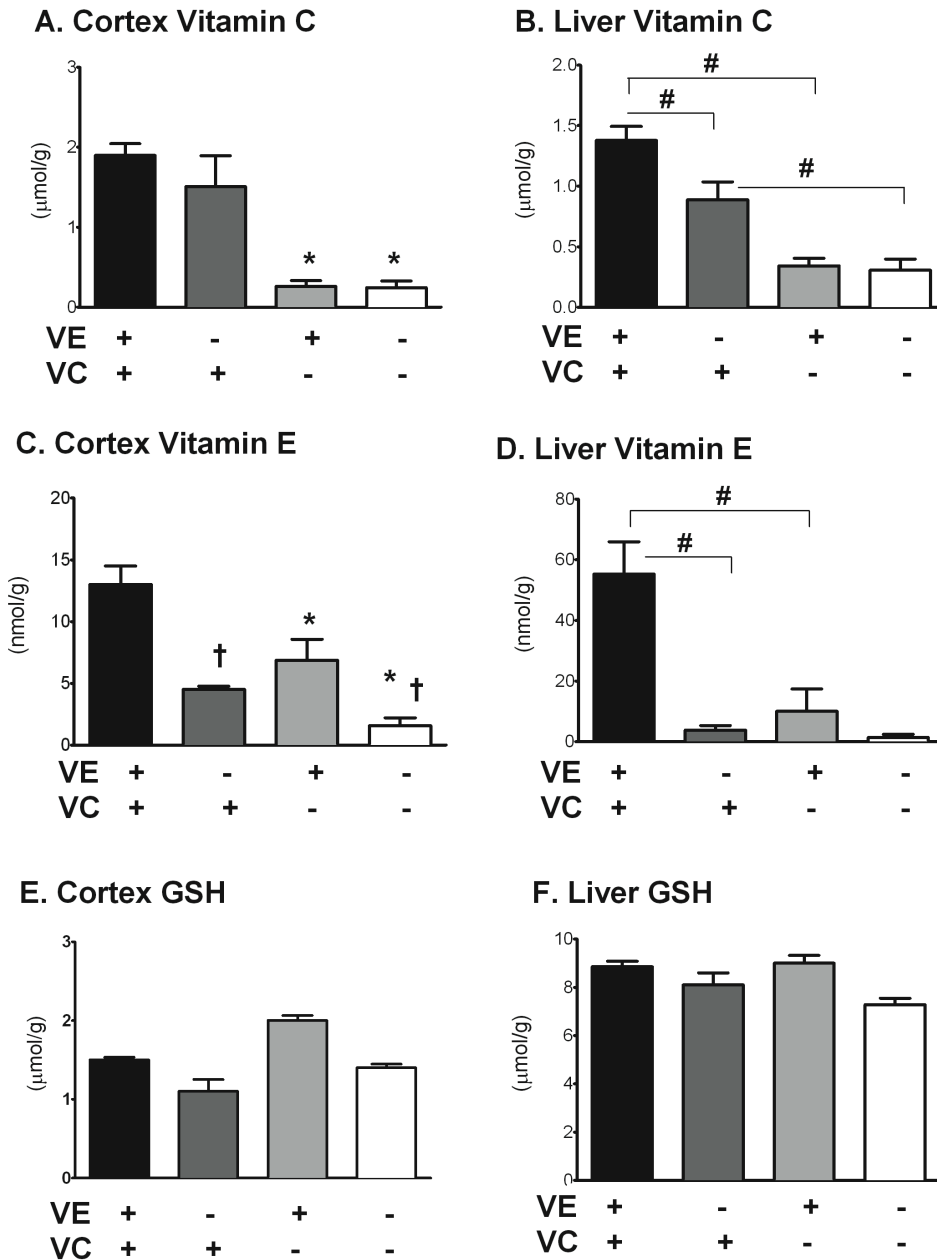 A. Cortex Vitamin C
3
2
1
0
(μmol/g)
* *
VE + - + -
VC + + - -
B. Liver Vitamin C
2.0
1.5
1.0
0.5
0.0
(μmol/g)
#
#
#
VE + - + -
VC + + - -
C. Cortex Vitamin E
20
15
10
5
0
(nmol/g)
† * * †
VE + - + -
VC + + - -
D. Liver Vitamin E
80
60
40
20
0
(nmol/g)
#
#
VE + - + -
VC + + - -
E. Cortex GSH
3
2
1
0
(μmol/g)
VE + - + -
VC + + - -
F. Liver GSH
10
8
6
4
2
0
(μmol/g)
VE + - + -
VC + + - -